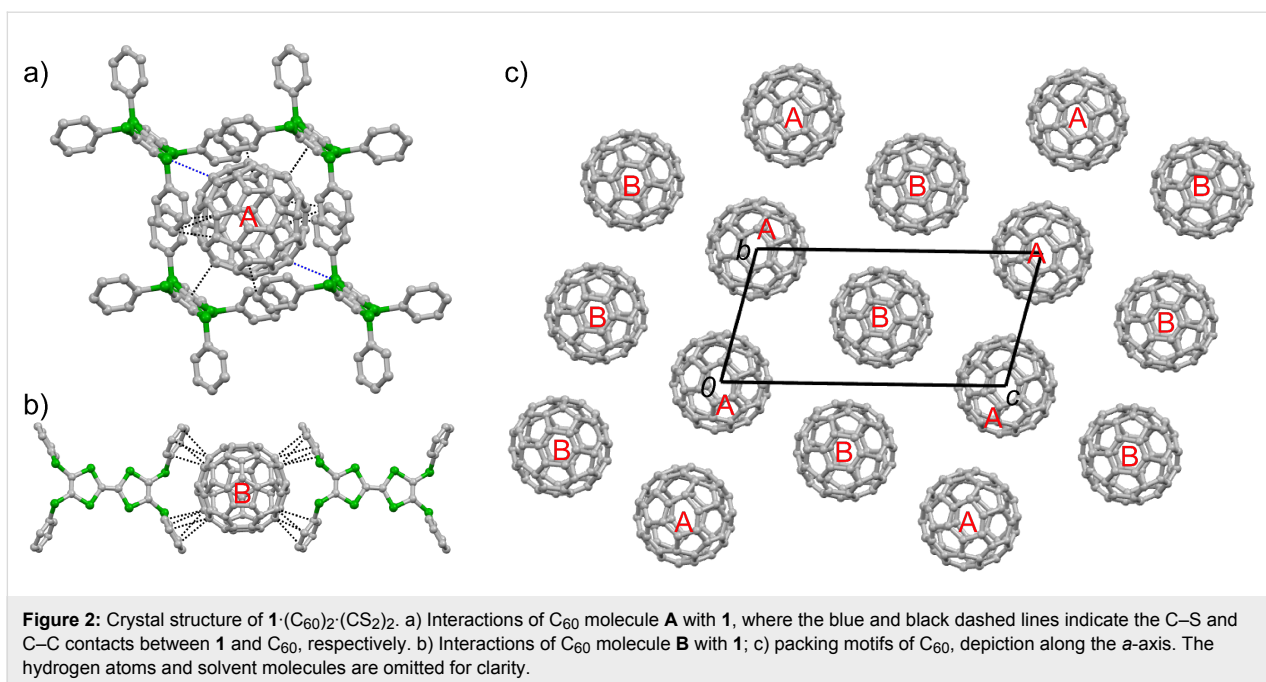 a)
c)
A
A
A
B
B
B
A
b
A
B
B
B
0
c
A
A
b)
B
B
B
B
A
A
Figure 2: Crystal structure of 1·(C₆₀)₂·(CS₂)₂. a) Interactions of C₆₀ molecule A with 1, where the blue and black dashed lines indicate the C–S and
C–C contacts between 1 and C₆₀, respectively. b) Interactions of C₆₀ molecule B with 1; c) packing motifs of C₆₀, depiction along the a-axis. The
hydrogen atoms and solvent molecules are omitted for clarity.